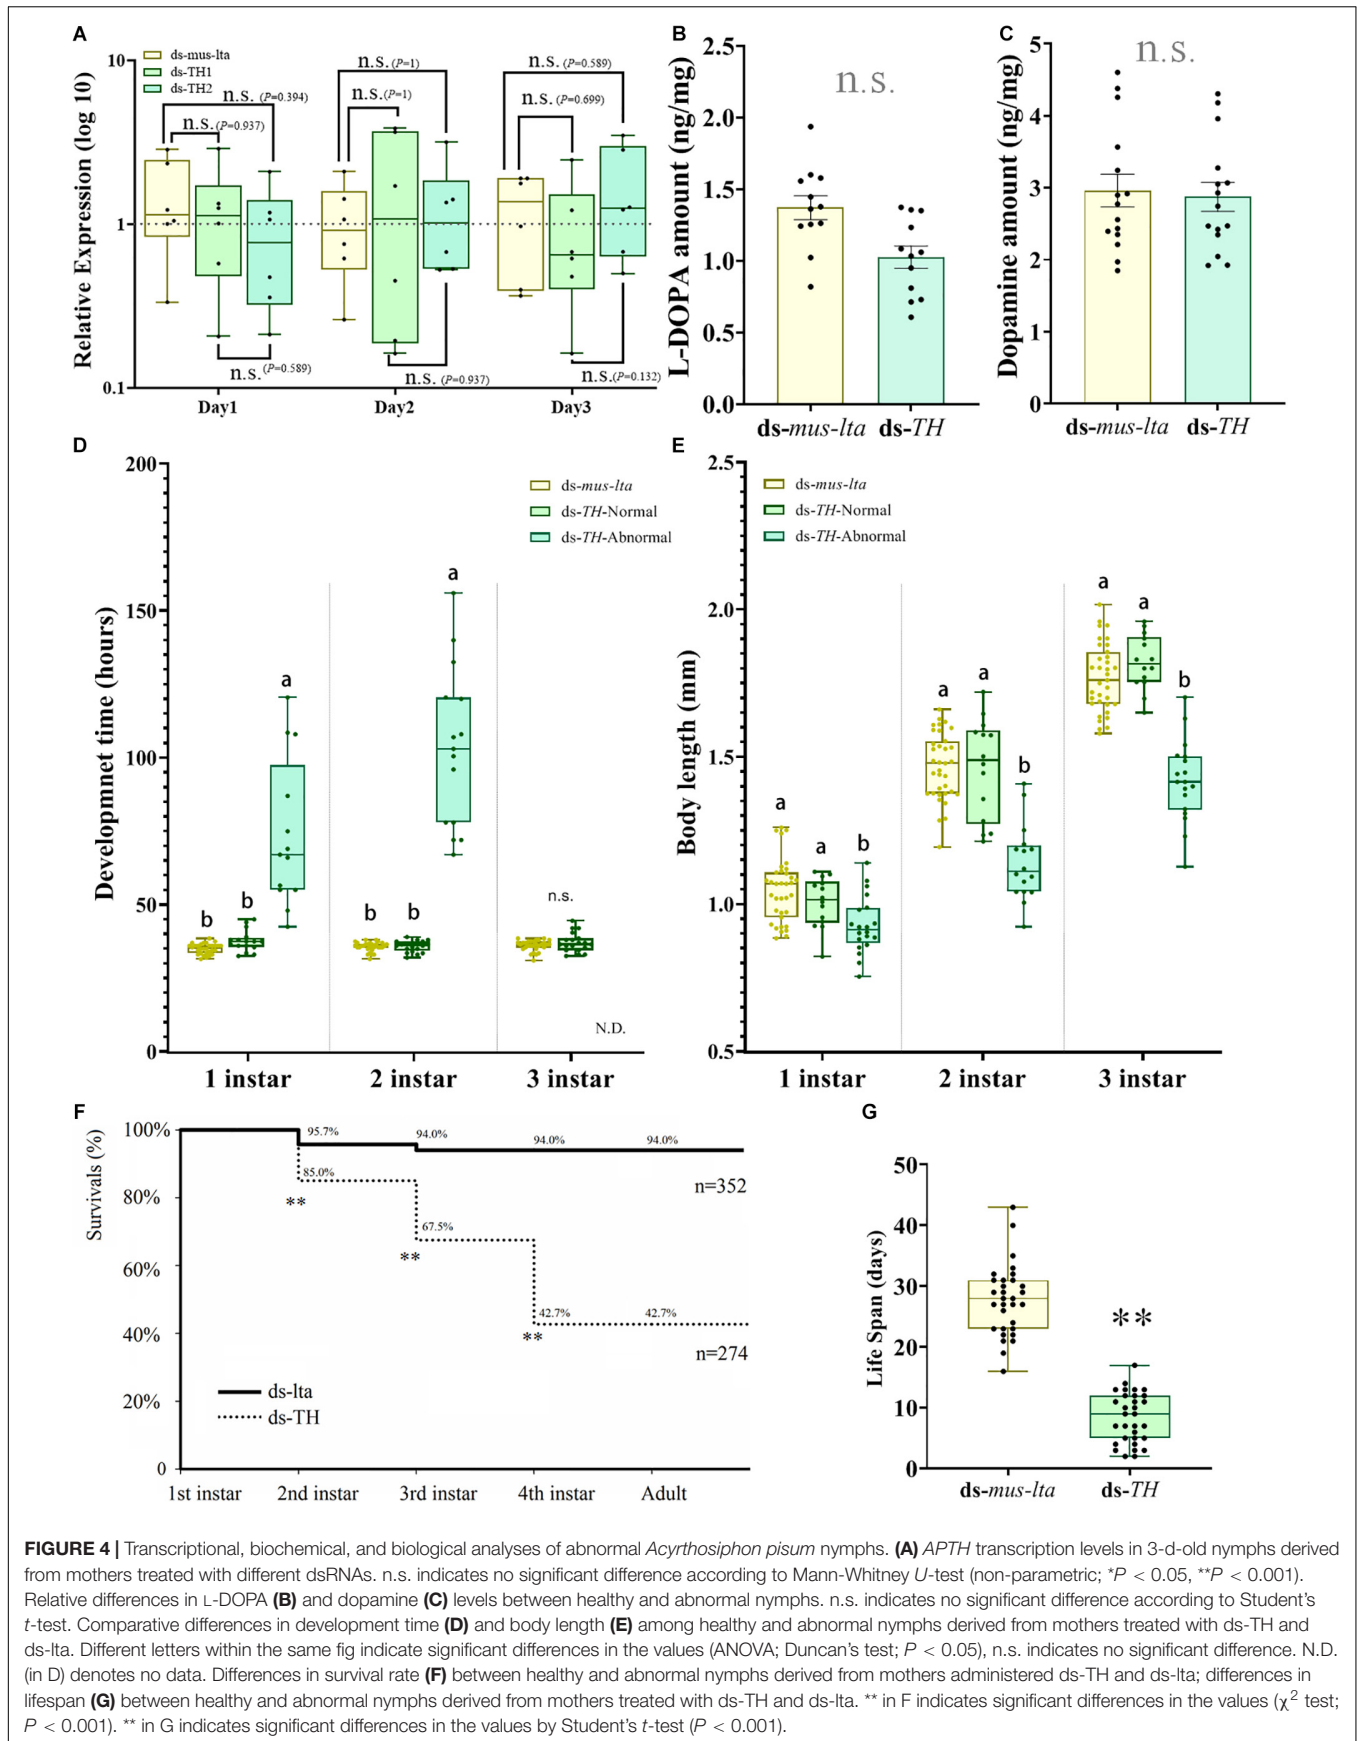 A
ds-mus-lta
ds-TH1
ds-TH2
Relative Expression (log 10)
10
1
0.1
n.s. (P=0.394)
n.s. (P=0.937)
n.s. (P=0.589)
n.s. (P=1)
n.s. (P=1)
n.s. (P=0.937)
n.s. (P=0.589)
n.s. (P=0.699)
n.s. (P=0.132)
Day1 Day2 Day3
B
L-DOPA amount (ng/mg)
2.5
2.0
1.5
1.0
0.5
0.0
n.s.
ds-mus-lta ds-TH
C
Dopamine amount (ng/mg)
5
4
3
2
1
0
n.s.
ds-mus-lta ds-TH
D
Developmnet time (hours)
200
150
100
50
0
ds-mus-lta
ds-TH-Normal
ds-TH-Abnormal
b b a
b b a
n.s.
N.D.
1 instar 2 instar 3 instar
E
Body length (mm)
2.5
2.0
1.5
1.0
0.5
ds-mus-lta
ds-TH-Normal
ds-TH-Abnormal
a a b
a a b
a a b
1 instar 2 instar 3 instar
F
Survivals (%)
100%
80%
60%
40%
20%
0
95.7% 94.0% 94.0% 94.0%
n=352
85.0%
**
67.5%
**
42.7% 42.7%
**
n=274
ds-lta
ds-TH
1st instar 2nd instar 3rd instar 4th instar Adult
G
Life Span (days)
50
40
30
20
10
0
**
ds-mus-lta ds-TH
FIGURE 4 | Transcriptional, biochemical, and biological analyses of abnormal Acyrthosiphon pisum nymphs. (A) APTH transcription levels in 3-d-old nymphs derived
from mothers treated with different dsRNAs. n.s. indicates no significant difference according to Mann-Whitney U-test (non-parametric; *P < 0.05, **P < 0.001).
Relative differences in L-DOPA (B) and dopamine (C) levels between healthy and abnormal nymphs. n.s. indicates no significant difference according to Student's
t-test. Comparative differences in development time (D) and body length (E) among healthy and abnormal nymphs derived from mothers treated with ds-TH and
ds-lta. Different letters within the same fig indicate significant differences in the values (ANOVA; Duncan's test; P < 0.05), n.s. indicates no significant difference. N.D.
(in D) denotes no data. Differences in survival rate (F) between healthy and abnormal nymphs derived from mothers administered ds-TH and ds-lta; differences in
lifespan (G) between healthy and abnormal nymphs derived from mothers treated with ds-TH and ds-lta. ** in F indicates significant differences in the values (χ2 test;
P < 0.001). ** in G indicates significant differences in the values by Student's t-test (P < 0.001).